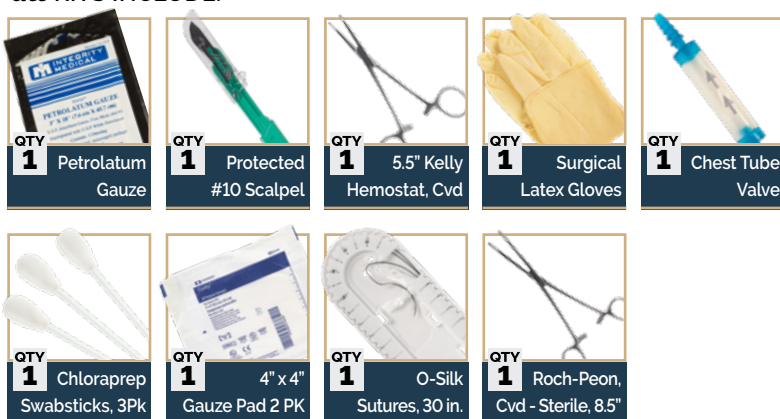 KITS INCLUDE:
INTEGRITY
MEDICAL
PETROLATUM GAUZE
QTY
1
Petrolatum
Gauze
QTY
1
Protected
#10 Scalpel
QTY
1
5.5" Kelly
Hemostat, Cvd
QTY
1
Surgical
Latex Gloves
QTY
1
Chest Tube
Valve
QTY
1
Chloraprep
Swabsticks, 3Pk
QTY
1
4" x 4"
Gauze Pad 2 PK
QTY
1
O-Silk
Sutures, 30 in.
QTY
1
Roch-Peon,
Cvd - Sterile, 8.5"